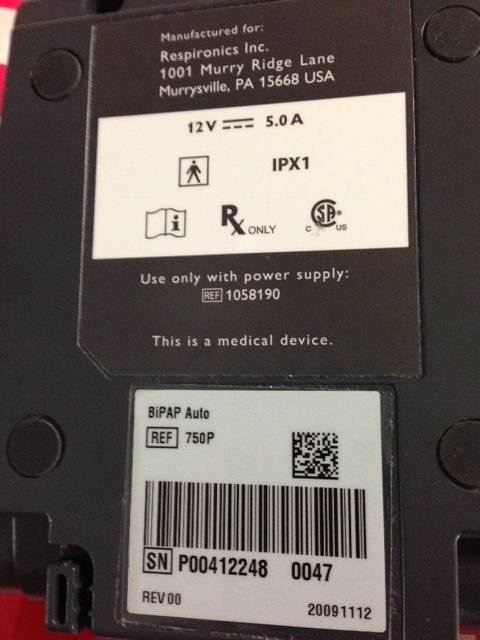 Manufactured for:
Respironics Inc.
1001 Murry Ridge Lane
Murrysville, PA 15668 USA
12V 5.0A
IPX1
i
Rx ONLY
C SA® US
Use only with power supply:
REF 1058190
This is a medical device.
BiPAP Auto
REF 750P
SN P00412248 0047
REV 00
20091112